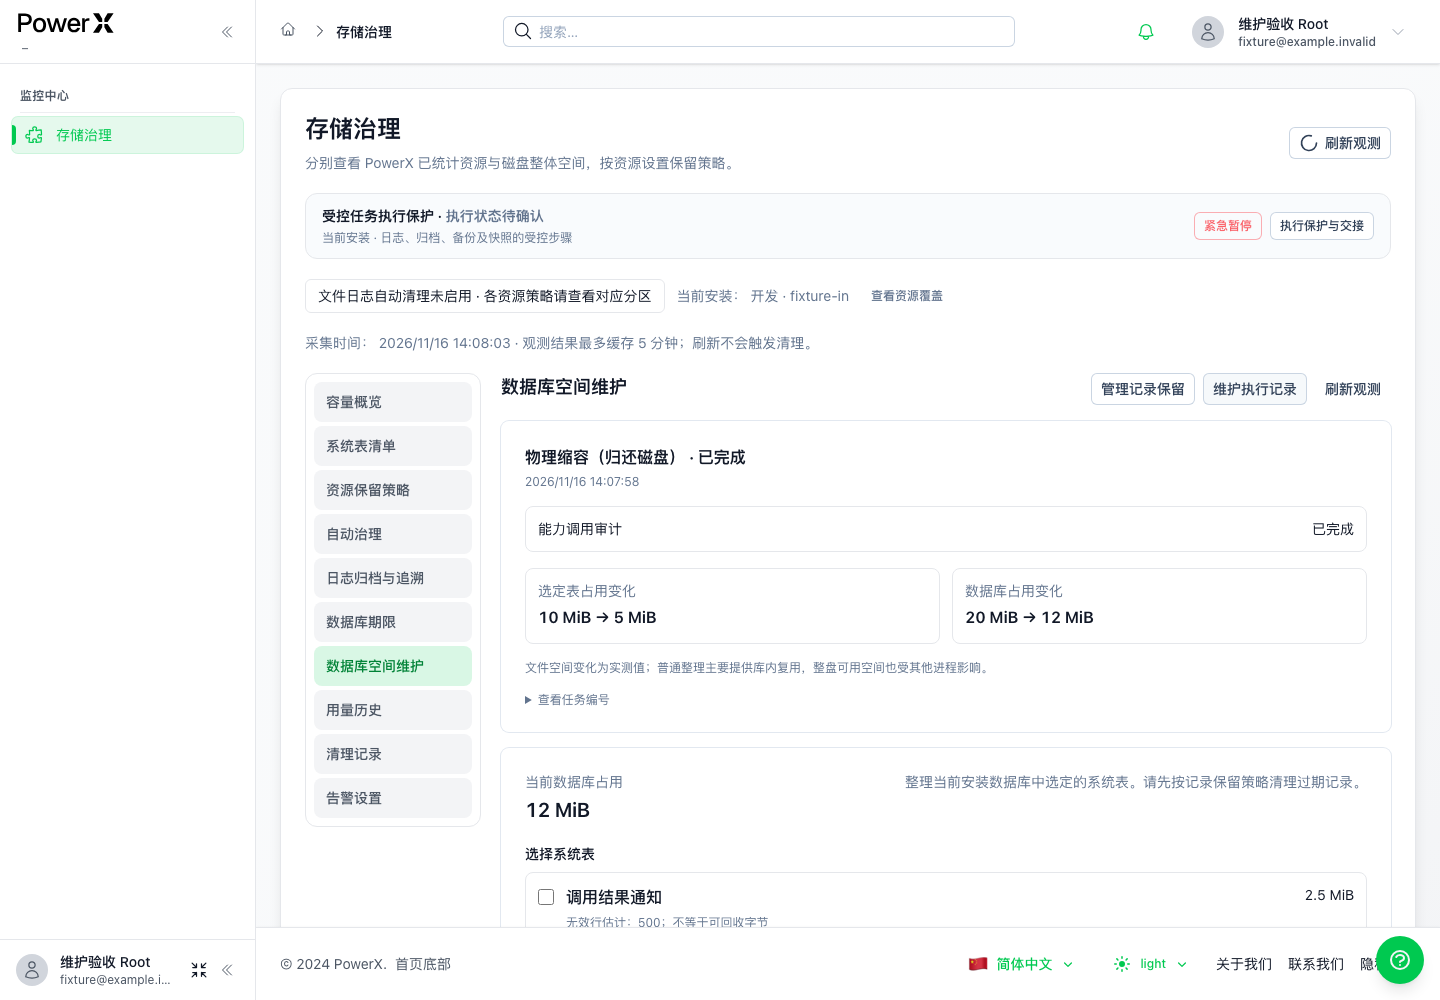 PowerX
–
存储治理
搜索...
维护验收 Root
fixture@example.invalid
监控中心
存储治理
存储治理
分别查看 PowerX 已统计资源与磁盘整体空间，按资源设置保留策略。
刷新观测
受控任务执行保护 · 执行状态待确认
当前安装 · 日志、归档、备份及快照的受控步骤
紧急暂停
执行保护与交接
文件日志自动清理未启用 · 各资源策略请查看对应分区
当前安装： 开发 · fixture-in
查看资源覆盖
采集时间： 2026/11/16 14:08:03 · 观测结果最多缓存 5 分钟；刷新不会触发清理。
容量概览
系统表清单
资源保留策略
自动治理
日志归档与追溯
数据库期限
数据库空间维护
用量历史
清理记录
告警设置
数据库空间维护
管理记录保留
维护执行记录
刷新观测
物理缩容（归还磁盘） · 已完成
2026/11/16 14:07:58
能力调用审计
已完成
选定表占用变化
10 MiB → 5 MiB
数据库占用变化
20 MiB → 12 MiB
文件空间变化为实测值；普通整理主要提供库内复用，整盘可用空间也受其他进程影响。
查看任务编号
当前数据库占用
12 MiB
整理当前安装数据库中选定的系统表。请先按记录保留策略清理过期记录。
选择系统表
调用结果通知
2.5 MiB
无效行估计：500；不等于可回收字节
维护验收 Root
fixture@example.i...
© 2024 PowerX. 首页底部
简体中文
light
关于我们
联系我们
隐